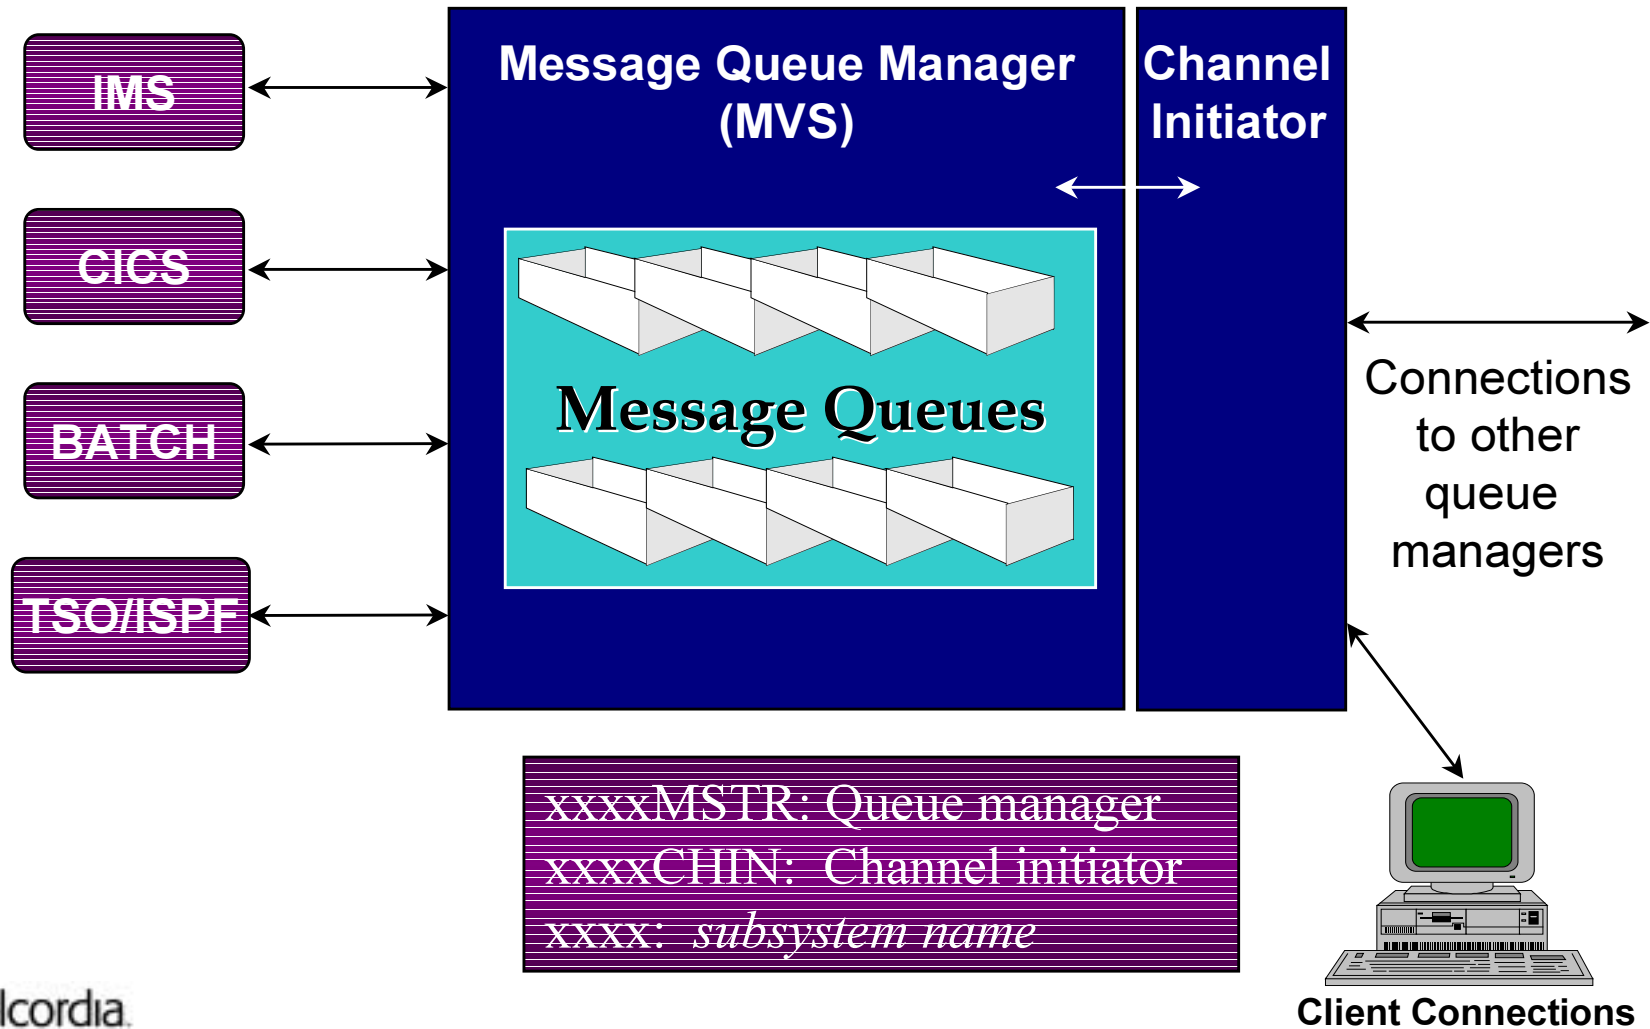 Message Queue Manager
(MVS)
Channel
Initiator
IMS
CICS
BATCH
TSO/ISPF
Message Queues
Connections
to other
queue
managers
xxxxMSTR: Queue manager
xxxxCHIN: Channel initiator
xxxx: subsystem name
Client Connections
lcordia.